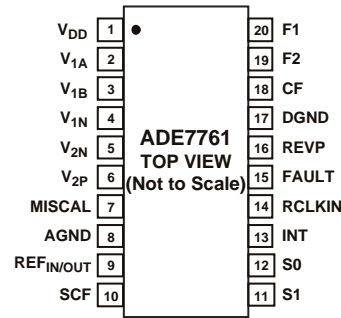 V_DD 1 20 F1
V_1A 2 19 F2
V_1B 3 18 CF
V_1N 4 17 DGND
V_2N 5 16 REVP
V_2P 6 15 FAULT
MISCAL 7 14 RCLKIN
AGND 8 13 INT
REF_IN/OUT 9 12 S0
SCF 10 11 S1
ADE7761
TOP VIEW
(Not to Scale)